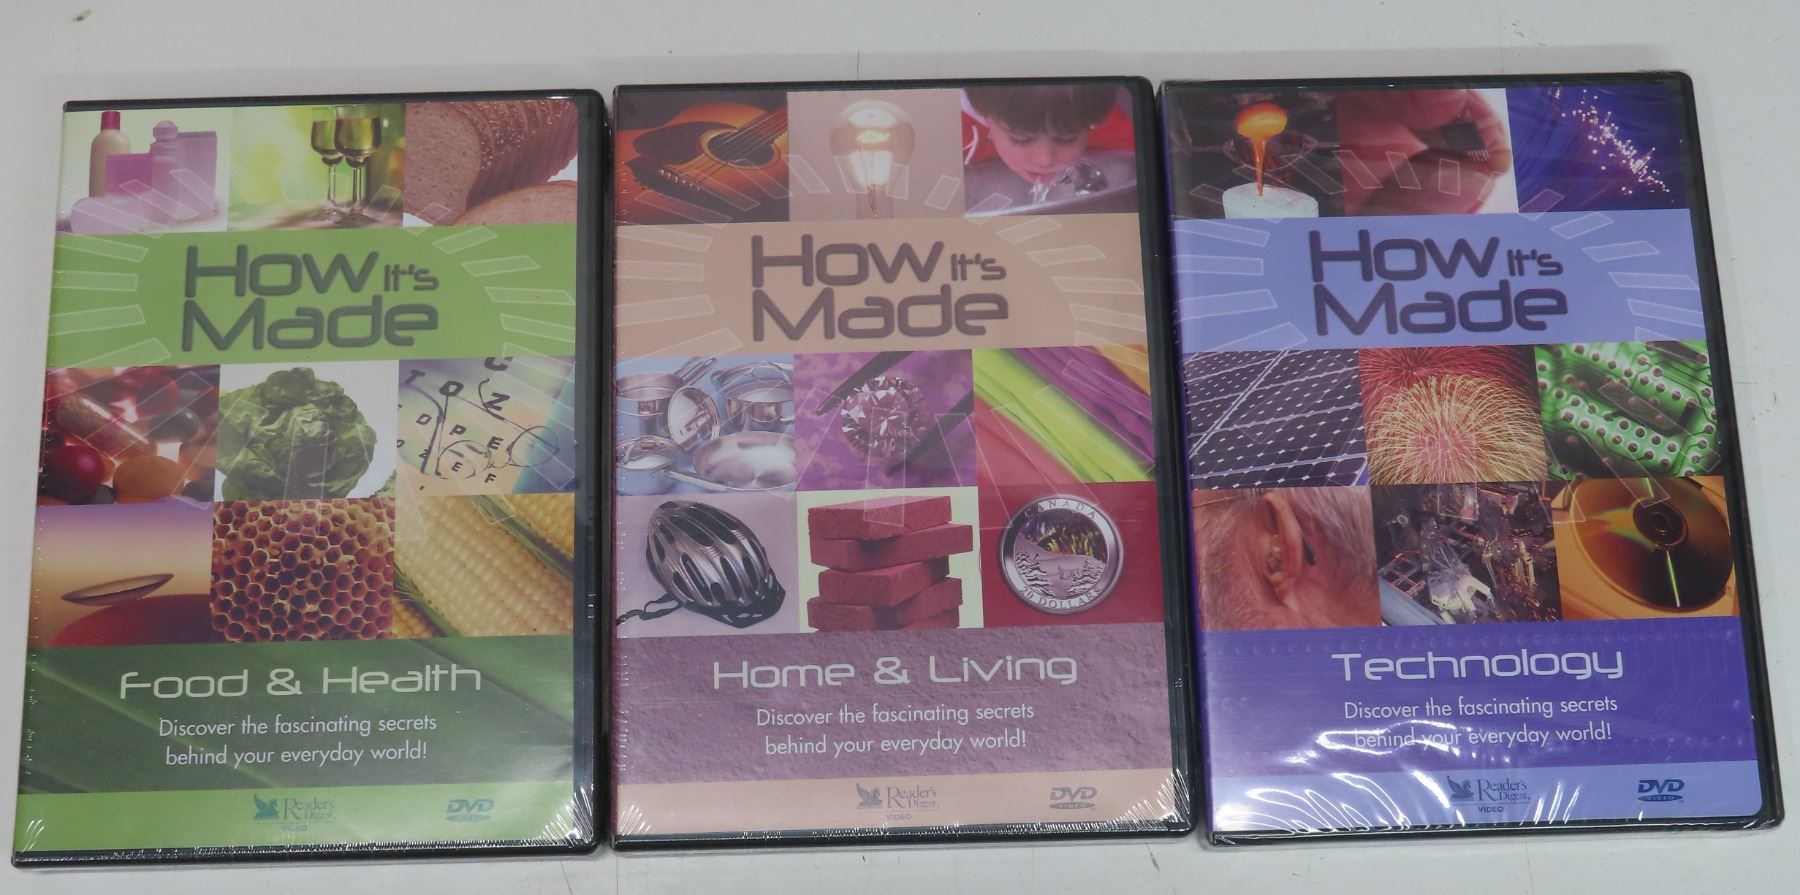 How It's
Made
Food & Health
Discover the fascinating secrets
behind your everyday world!
Reader's
Digest
VIDEO
DVD
How It's
Made
CANADA
20 DOLLARS
Home & Living
Discover the fascinating secrets
behind your everyday world!
Reader's
Digest
VIDEO
DVD
VIDEO
How It's
Made
Technology
Discover the fascinating secrets
behind your everyday world!
Reader's
Digest
VIDEO
DVD
VIDEO